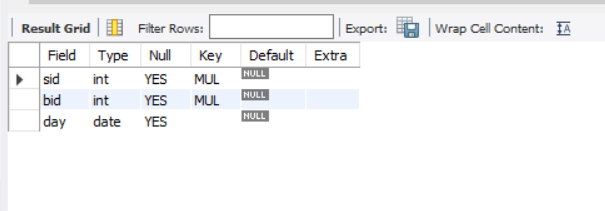 Result Grid Filter Rows: Export: Wrap Cell Content: IA
Field Type Null Key Default Extra
sid int YES MUL NULL
bid int YES MUL NULL
day date YES NULL